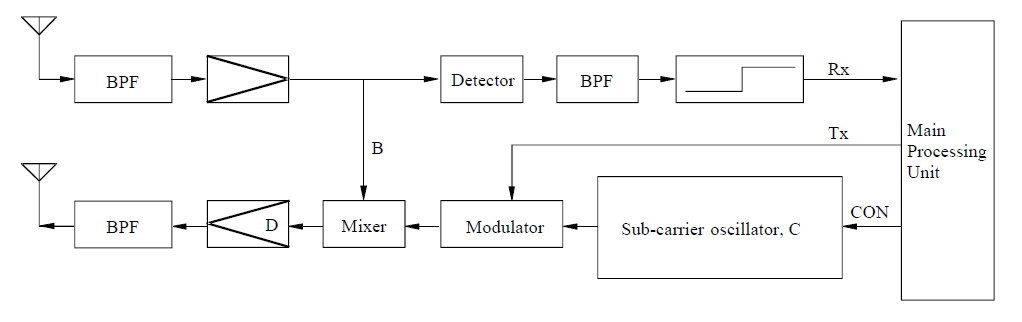 BPF
Detector
BPF
Rx
B
Tx
Main
Processing
Unit
BPF
D
Mixer
Modulator
Sub-carrier oscillator, C
CON